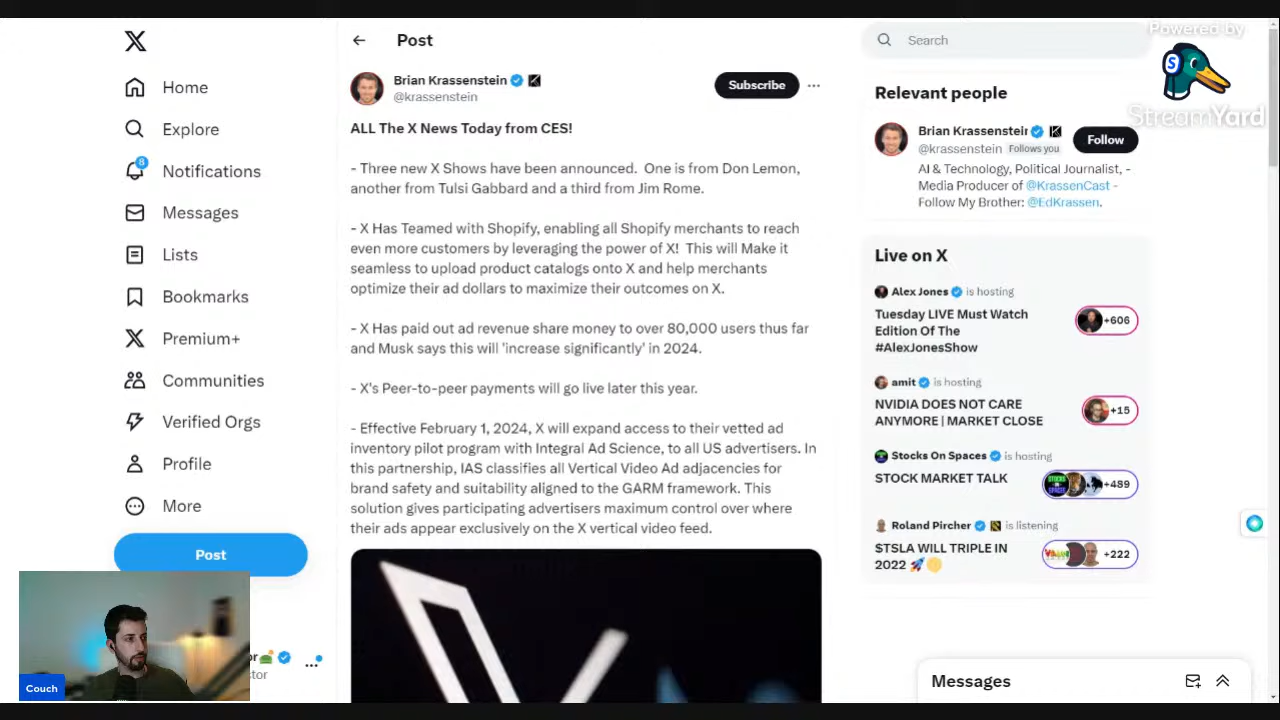 Powered by
StreamYard
Home
Explore
8
Notifications
Messages
Lists
Bookmarks
Premium+
Communities
Verified Orgs
Profile
More
Post
Couch
Post
Brian Krassenstein
@krassenstein
Subscribe
ALL The X News Today from CES!
- Three new X Shows have been announced. One is from Don Lemon,
another from Tulsi Gabbard and a third from Jim Rome.
- X Has Teamed with Shopify, enabling all Shopify merchants to reach
even more customers by leveraging the power of X! This will Make it
seamless to upload product catalogs onto X and help merchants
optimize their ad dollars to maximize their outcomes on X.
- X Has paid out ad revenue share money to over 80,000 users thus far
and Musk says this will 'increase significantly' in 2024.
- X's Peer-to-peer payments will go live later this year.
- Effective February 1, 2024, X will expand access to their vetted ad
inventory pilot program with Integral Ad Science, to all US advertisers. In
this partnership, IAS classifies all Vertical Video Ad adjacencies for
brand safety and suitability aligned to the GARM framework. This
solution gives participating advertisers maximum control over where
their ads appear exclusively on the X vertical video feed.
Search
Relevant people
Brian Krassenstein
@krassenstein Follows you
Follow
AI & Technology, Political Journalist, -
Media Producer of @KrassenCast -
Follow My Brother: @EdKrassen.
Live on X
Alex Jones is hosting
Tuesday LIVE Must Watch
Edition Of The
#AlexJonesShow
+606
amit is hosting
NVIDIA DOES NOT CARE
ANYMORE | MARKET CLOSE
+15
Stocks On Spaces is hosting
STOCK MARKET TALK
+489
Roland Pircher is listening
$TSLA WILL TRIPLE IN
2022 🚀🌕
+222
Messages